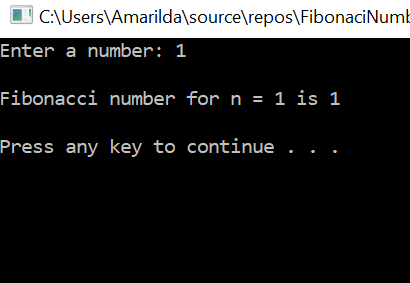 C:\Users\Amarilda\source\repos\FibonaciNumb
Enter a number: 1
Fibonacci number for n = 1 is 1
Press any key to continue . . .